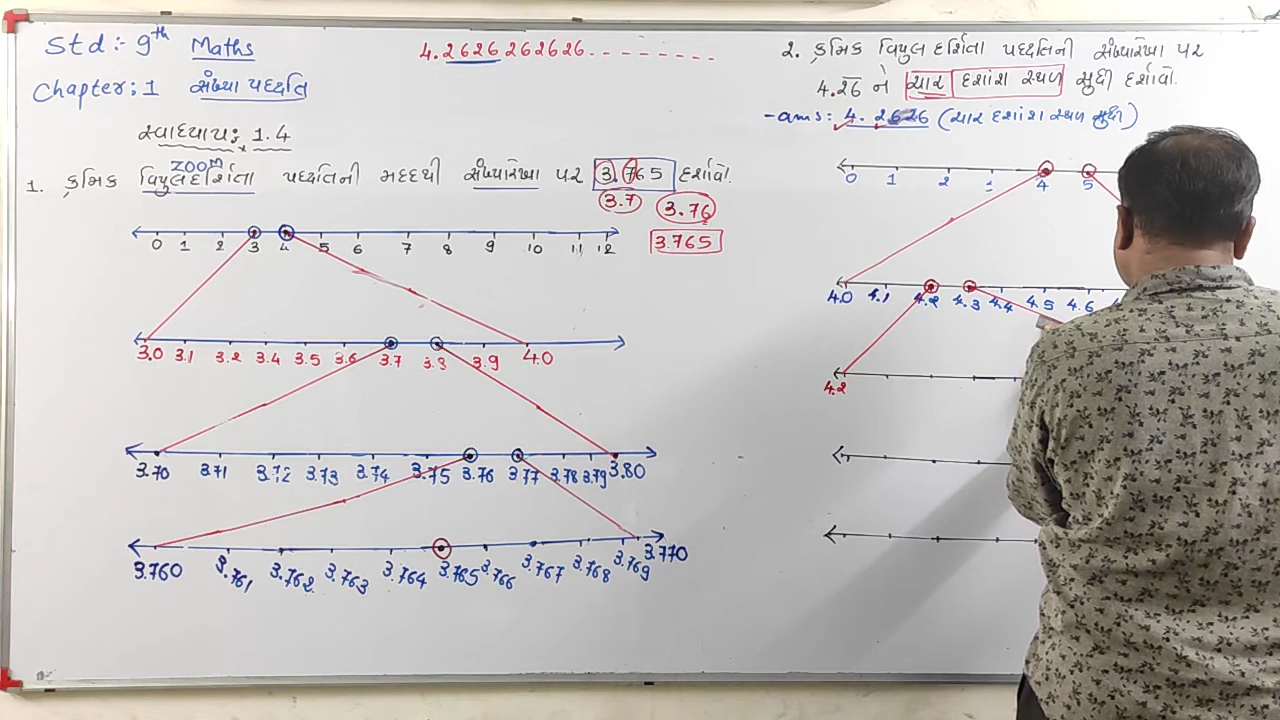 Std:- 9th Maths
Chapter:1 સંખ્યા પદ્ધતિ
4.2626262626.--------
સ્વાધ્યાય: 1.4
ZOOM
1. ક્રમિક વિપુલદર્શિતા પદ્ધતિની મદદથી સંખ્યારેખા પર 3.765 દર્શાવો.
3.7 3.76
3.765
0 1 2 3 4 5 6 7 8 9 10 11 12
3.0 3.1 3.2 3.4 3.5 3.6 3.7 3.8 3.9 4.0
3.70 3.71 3.72 3.73 3.74 3.75 3.76 3.77 3.78 3.79 3.80
3.760 3.761 3.762 3.763 3.764 3.765 3.766 3.767 3.768 3.769 3.770
2. ક્રમિક વિપુલદર્શિતા પદ્ધતિની સંખ્યારેખા પર
4.26 ને ચાર દશાંશ સ્થળ સુધી દર્શાવો.
-ans: 4.2626 (ચાર દશાંશ સ્થળ સુધી)
0 1 2 3 4 5
4.0 4.1 4.2 4.3 4.4 4.5 4.6
4.2